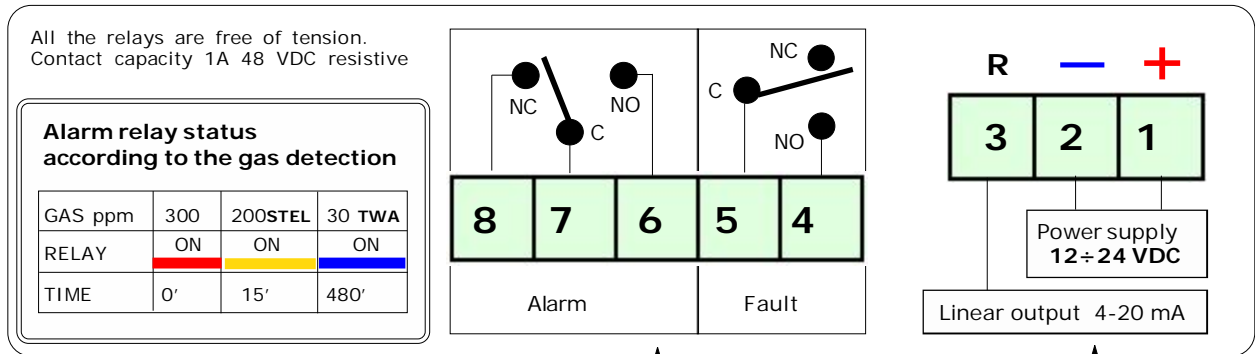 All the relays are free of tension.
Contact capacity 1A 48 VDC resistive
Alarm relay status
according to the gas detection
GAS ppm 300 200STEL 30 TWA
RELAY ON ON ON
TIME 0′ 15′ 480′
NC NO
C
NC
C
NO
8 7 6 5 4
Alarm Fault
R — +
3 2 1
Power supply
12÷24 VDC
Linear output 4-20 mA